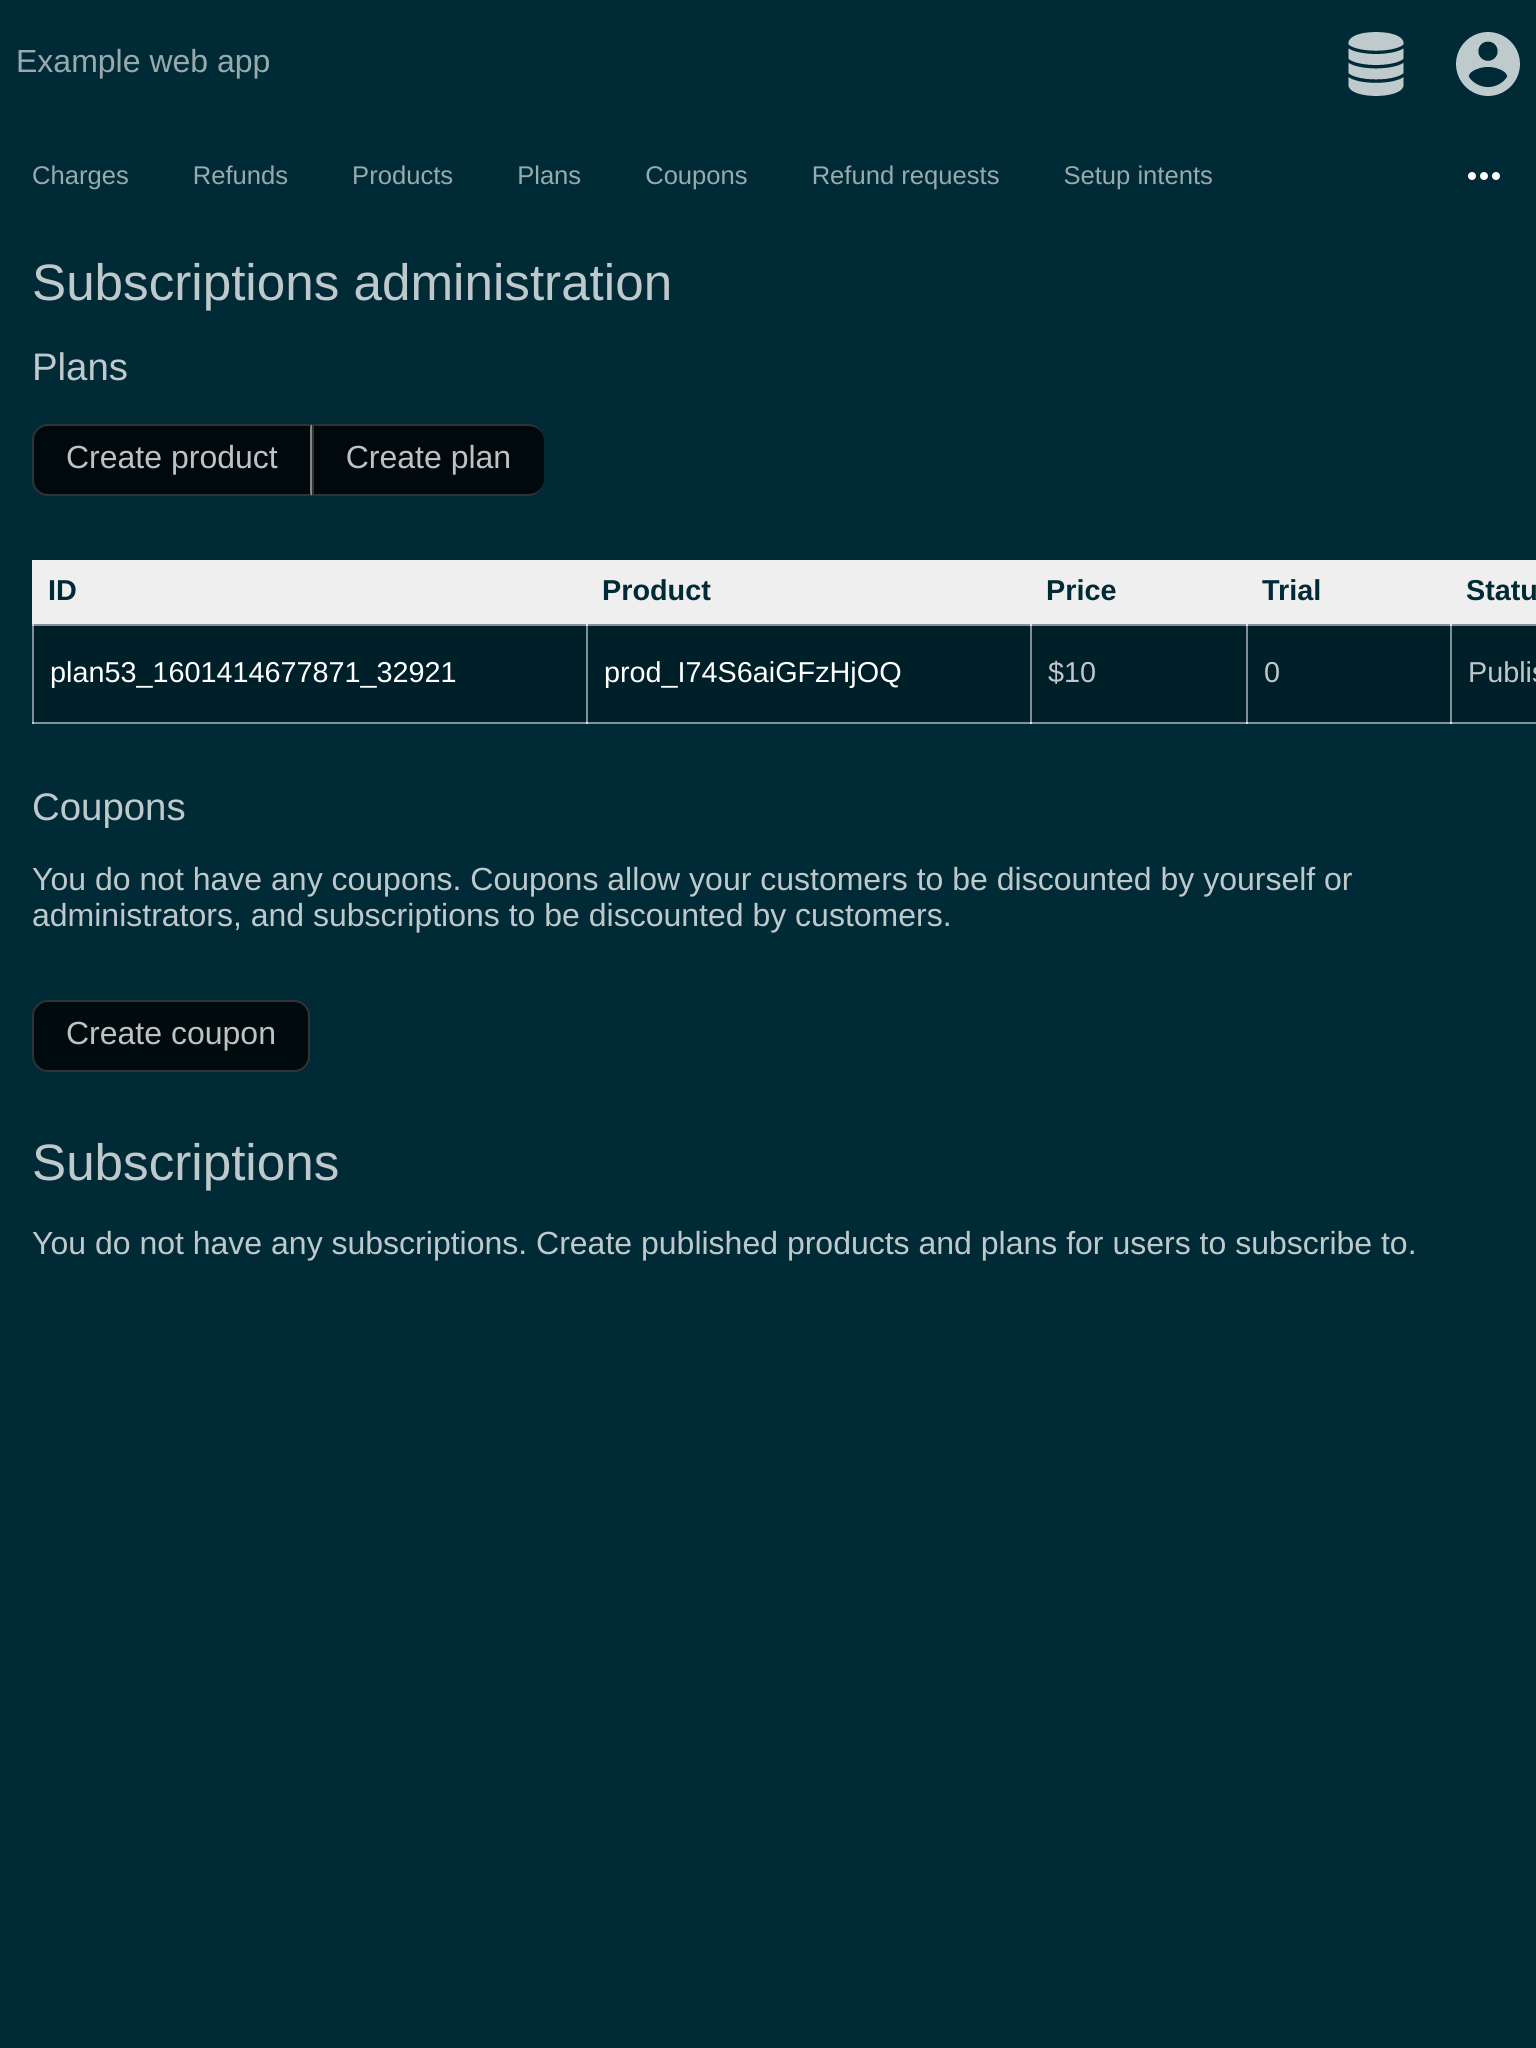 Example web app
Charges Refunds Products Plans Coupons Refund requests Setup intents
Subscriptions administration
Plans
Create product Create plan
ID Product Price Trial
plan53_1601414677871_32921 prod_I74S6aiGFzHjOQ $10 0
Coupons
You do not have any coupons. Coupons allow your customers to be discounted by yourself or
administrators, and subscriptions to be discounted by customers.
Create coupon
Subscriptions
You do not have any subscriptions. Create published products and plans for users to subscribe to.